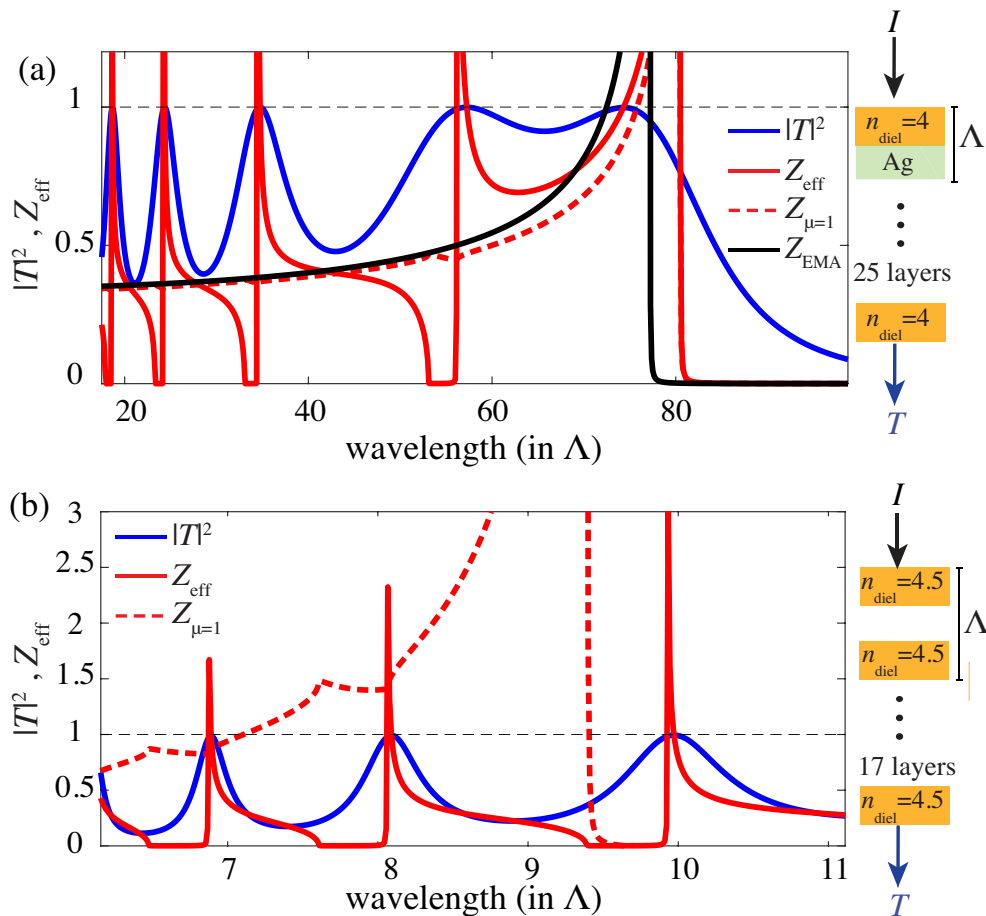 (a)
|T|², Z_eff
1
0.5
0
20 40 60 80
wavelength (in Λ)
|T|²
Z_eff
Z_μ=1
Z_EMA
I
n_diel=4
Ag
Λ
25 layers
n_diel=4
T
(b)
|T|², Z_eff
3
2.5
2
1.5
1
0.5
0
7 8 9 10 11
wavelength (in Λ)
|T|²
Z_eff
Z_μ=1
I
n_diel=4.5
Λ
n_diel=4.5
17 layers
n_diel=4.5
T